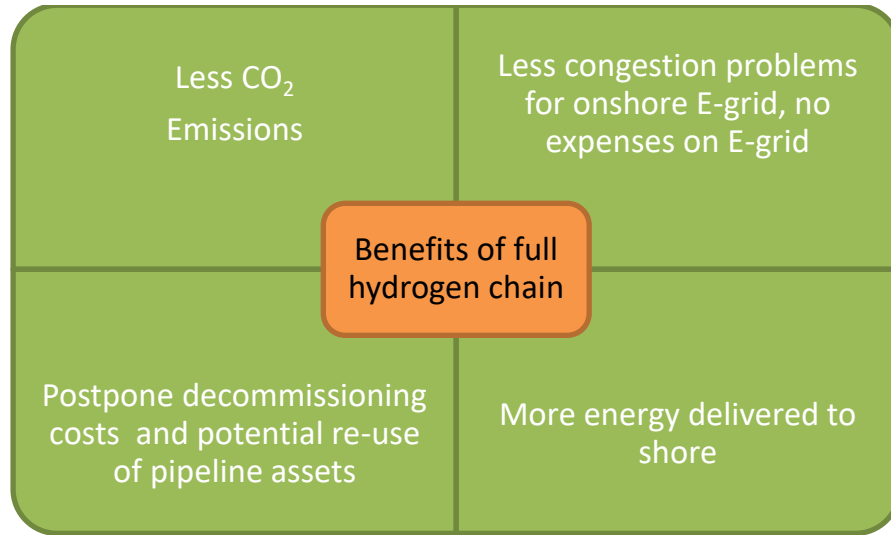 Less CO₂
Emissions
Less congestion problems
for onshore E-grid, no
expenses on E-grid
Benefits of full
hydrogen chain
Postpone decommissioning
costs and potential re-use
of pipeline assets
More energy delivered to
shore